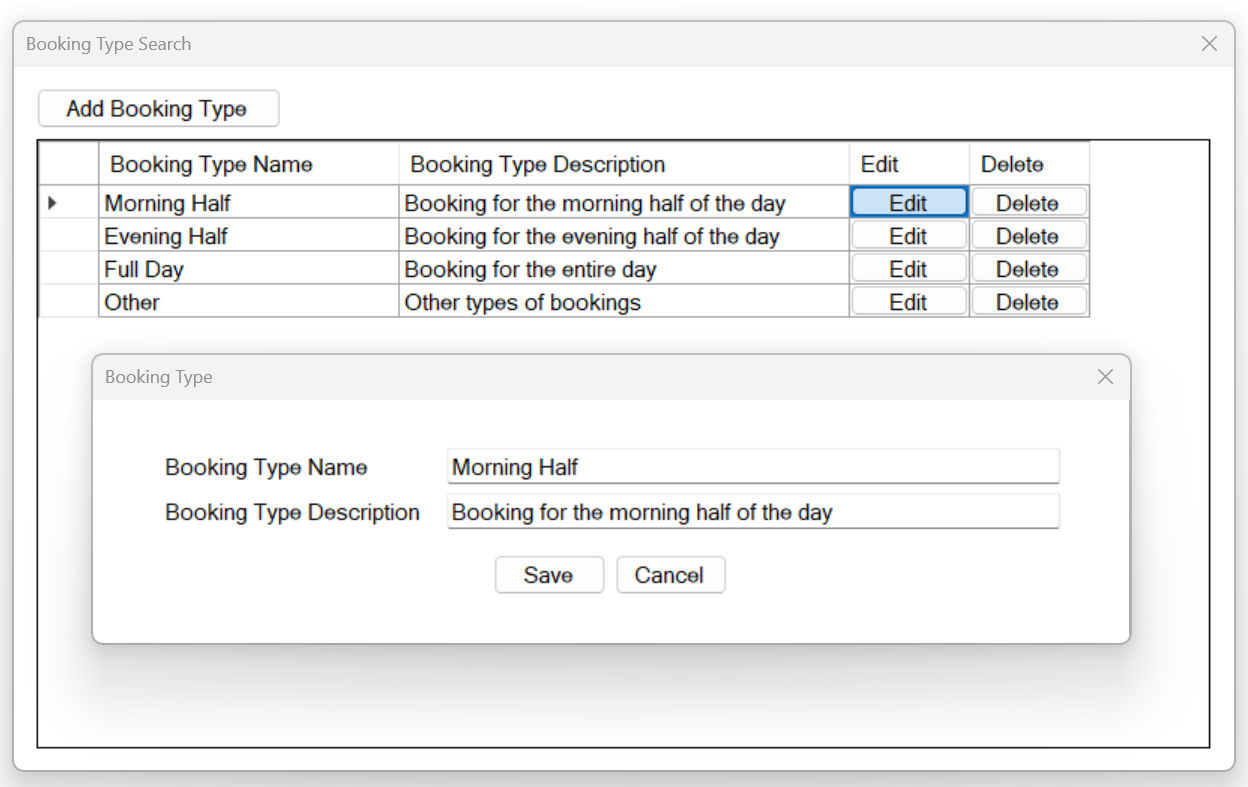 Booking Type Search
Add Booking Type
Booking Type Name Booking Type Description Edit Delete
Morning Half Booking for the morning half of the day Edit Delete
Evening Half Booking for the evening half of the day Edit Delete
Full Day Booking for the entire day Edit Delete
Other Other types of bookings Edit Delete
Booking Type
Booking Type Name Morning Half
Booking Type Description Booking for the morning half of the day
Save Cancel